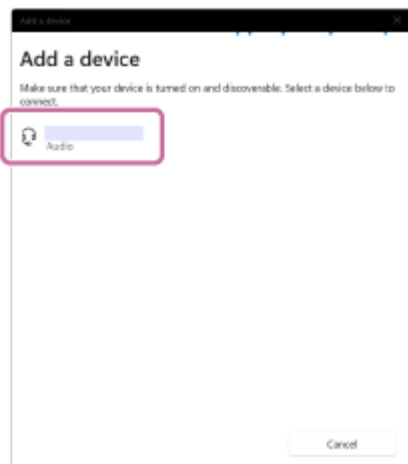 Add a device
Add a device
Make sure that your device is turned on and discoverable. Select a device below to
connect.
Audio
Cancel